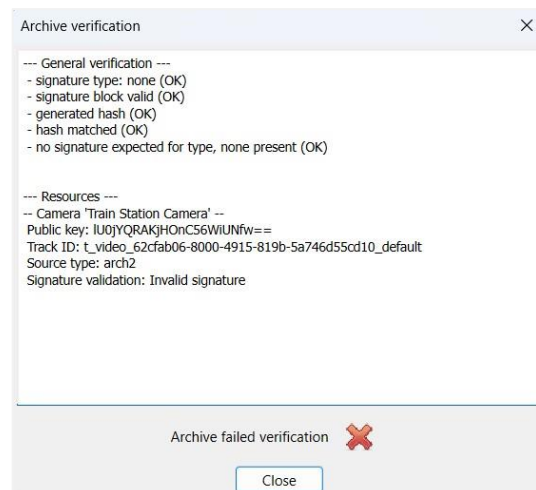 Archive verification
--- General verification ---
- signature type: none (OK)
- signature block valid (OK)
- generated hash (OK)
- hash matched (OK)
- no signature expected for type, none present (OK)
--- Resources ---
-- Camera 'Train Station Camera' --
Public key: lU0jYQRAKjHOnC56WiUNfw==
Track ID: t_video_62cfab06-8000-4915-819b-5a746d55cd10_default
Source type: arch2
Signature validation: Invalid signature
Archive failed verification
Close